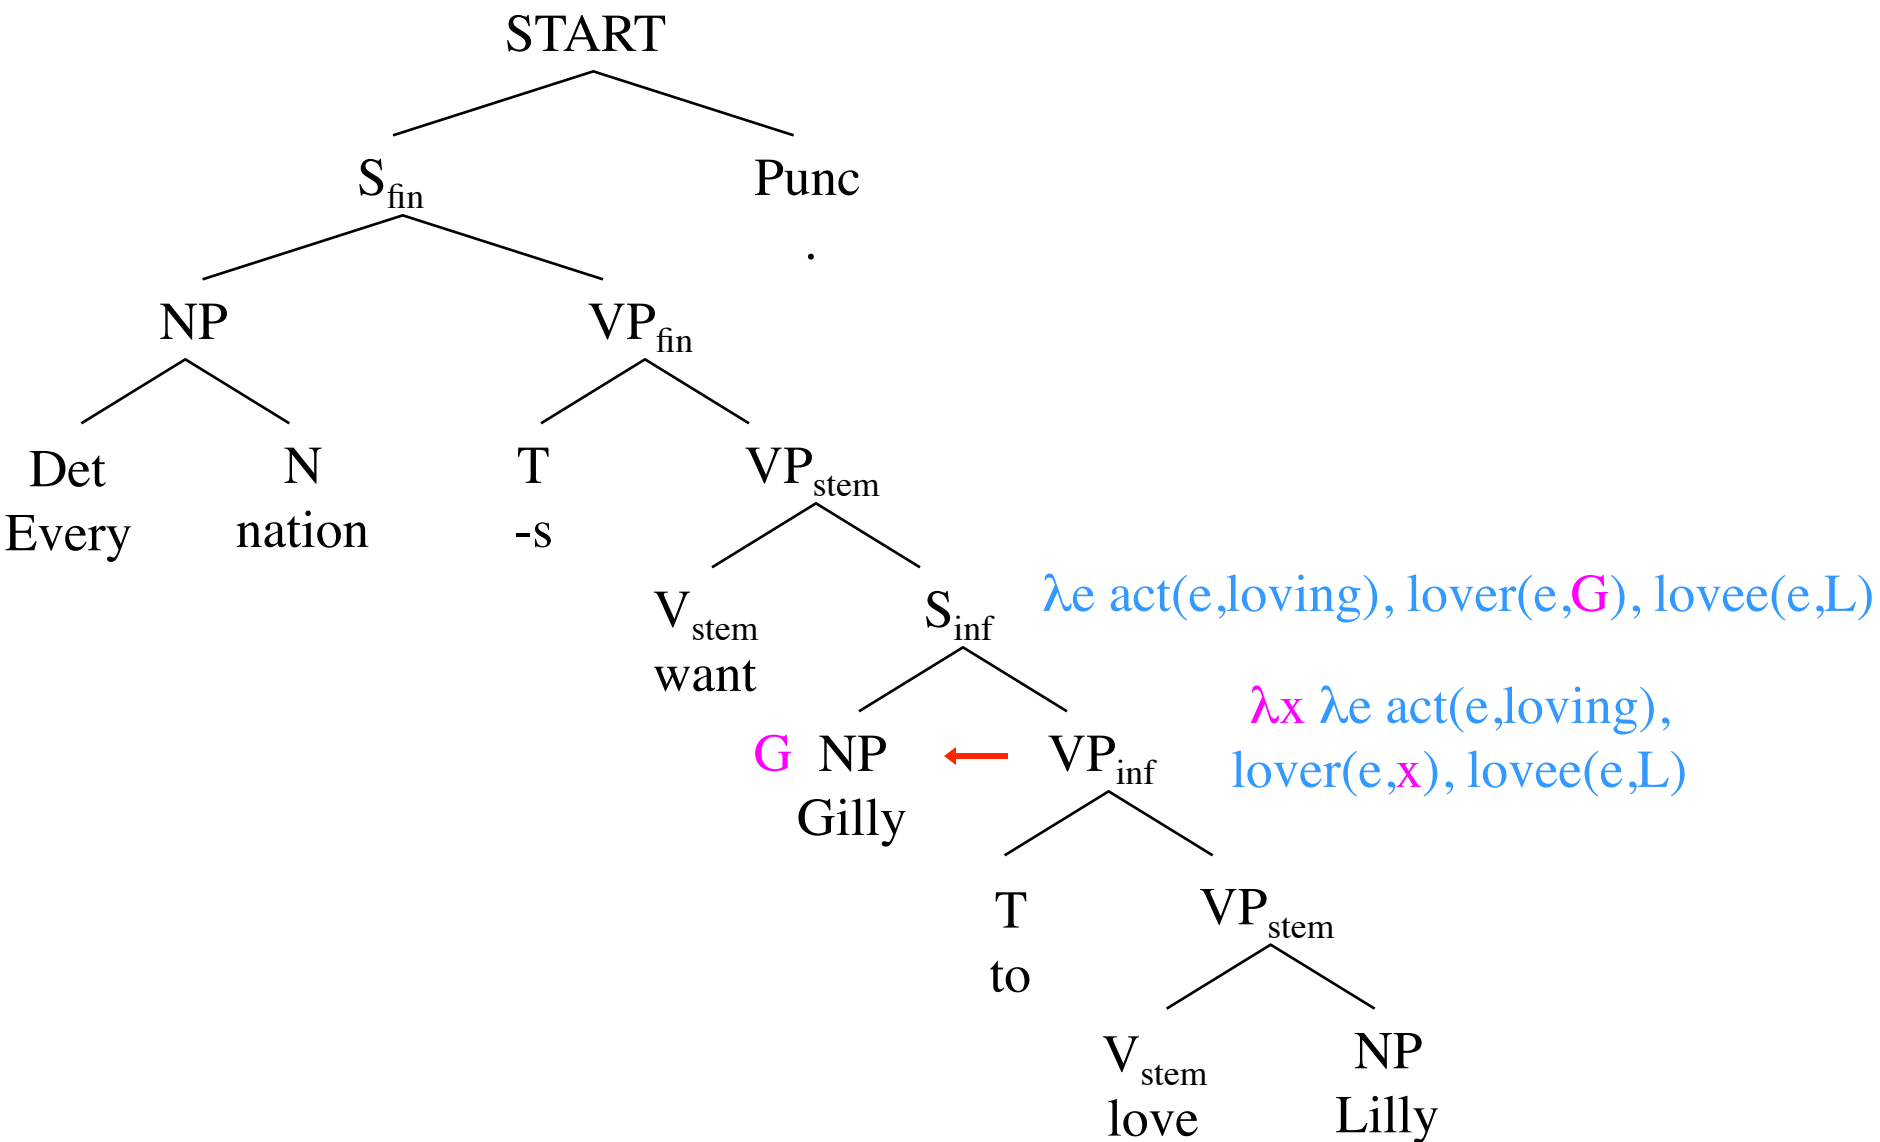 START
S fin Punc
.
NP VP fin
Det N T VP stem
Every nation -s
V stem S inf λe act(e,loving), lover(e,G), lovee(e,L)
want
λx λe act(e,loving),
G NP VP inf lover(e,x), lovee(e,L)
Gilly
T VP stem
to
V stem NP
love Lilly